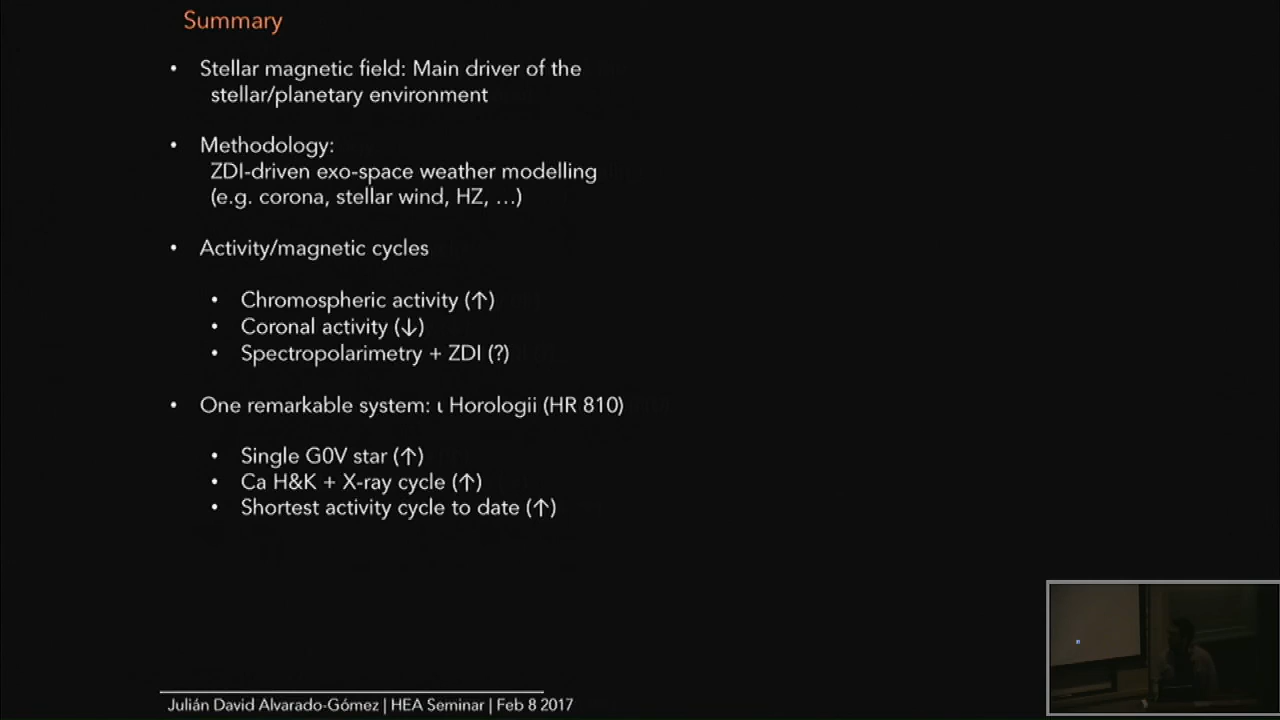 Summary
• Stellar magnetic field: Main driver of the
stellar/planetary environment
• Methodology:
ZDI-driven exo-space weather modelling
(e.g. corona, stellar wind, HZ, …)
• Activity/magnetic cycles
• Chromospheric activity (↑)
• Coronal activity (↓)
• Spectropolarimetry + ZDI (?)
• One remarkable system: ι Horologii (HR 810)
• Single G0V star (↑)
• Ca H&K + X-ray cycle (↑)
• Shortest activity cycle to date (↑)
Julián David Alvarado-Gómez | HEA Seminar | Feb 8 2017